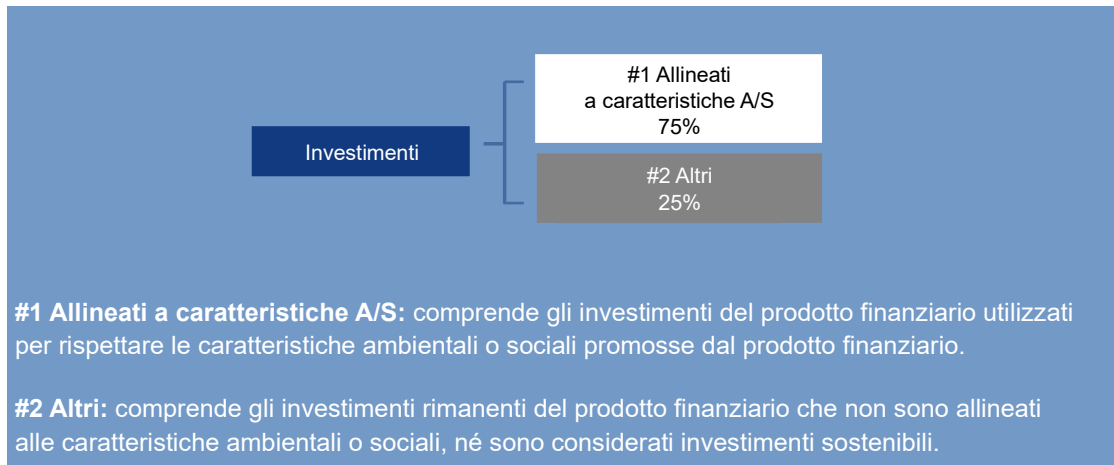 #1 Allineati
a caratteristiche A/S
75%
Investimenti
#2 Altri
25%
#1 Allineati a caratteristiche A/S: comprende gli investimenti del prodotto finanziario utilizzati
per rispettare le caratteristiche ambientali o sociali promosse dal prodotto finanziario.
#2 Altri: comprende gli investimenti rimanenti del prodotto finanziario che non sono allineati
alle caratteristiche ambientali o sociali, né sono considerati investimenti sostenibili.